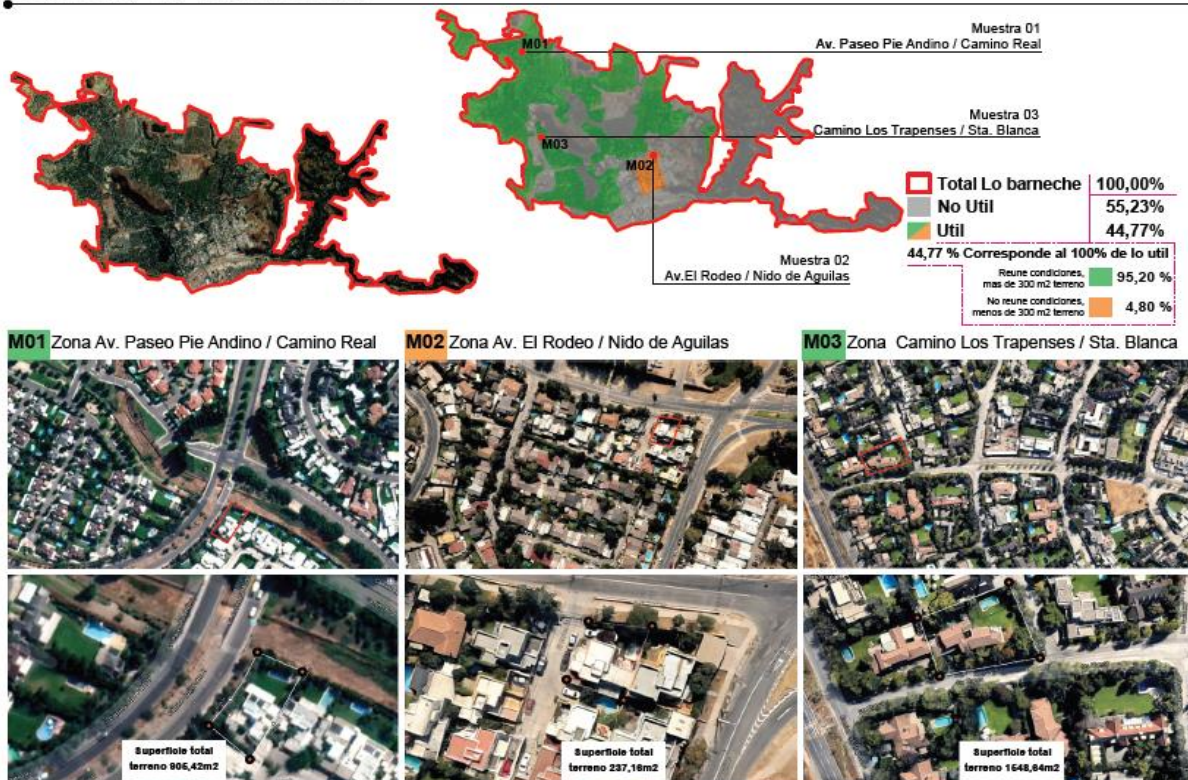 Muestra 01
Av. Paseo Pie Andino / Camino Real
M01
Muestra 03
Camino Los Trapenses / Sta. Blanca
M03
M02
Muestra 02
Av.El Rodeo / Nido de Aguilas
Total Lo barneche 100,00%
No Util 55,23%
Util 44,77%
44,77 % Corresponde al 100% de lo util
Reune condiciones,
mas de 300 m2 terreno 95,20 %
No reune condiciones,
menos de 300 m2 terreno 4,80 %
M01 Zona Av. Paseo Pie Andino / Camino Real
M02 Zona Av. El Rodeo / Nido de Aguilas
M03 Zona Camino Los Trapenses / Sta. Blanca
Superficie total
terreno 905,42m2
Superficie total
terreno 237,16m2
Superficie total
terreno 1548,64m2